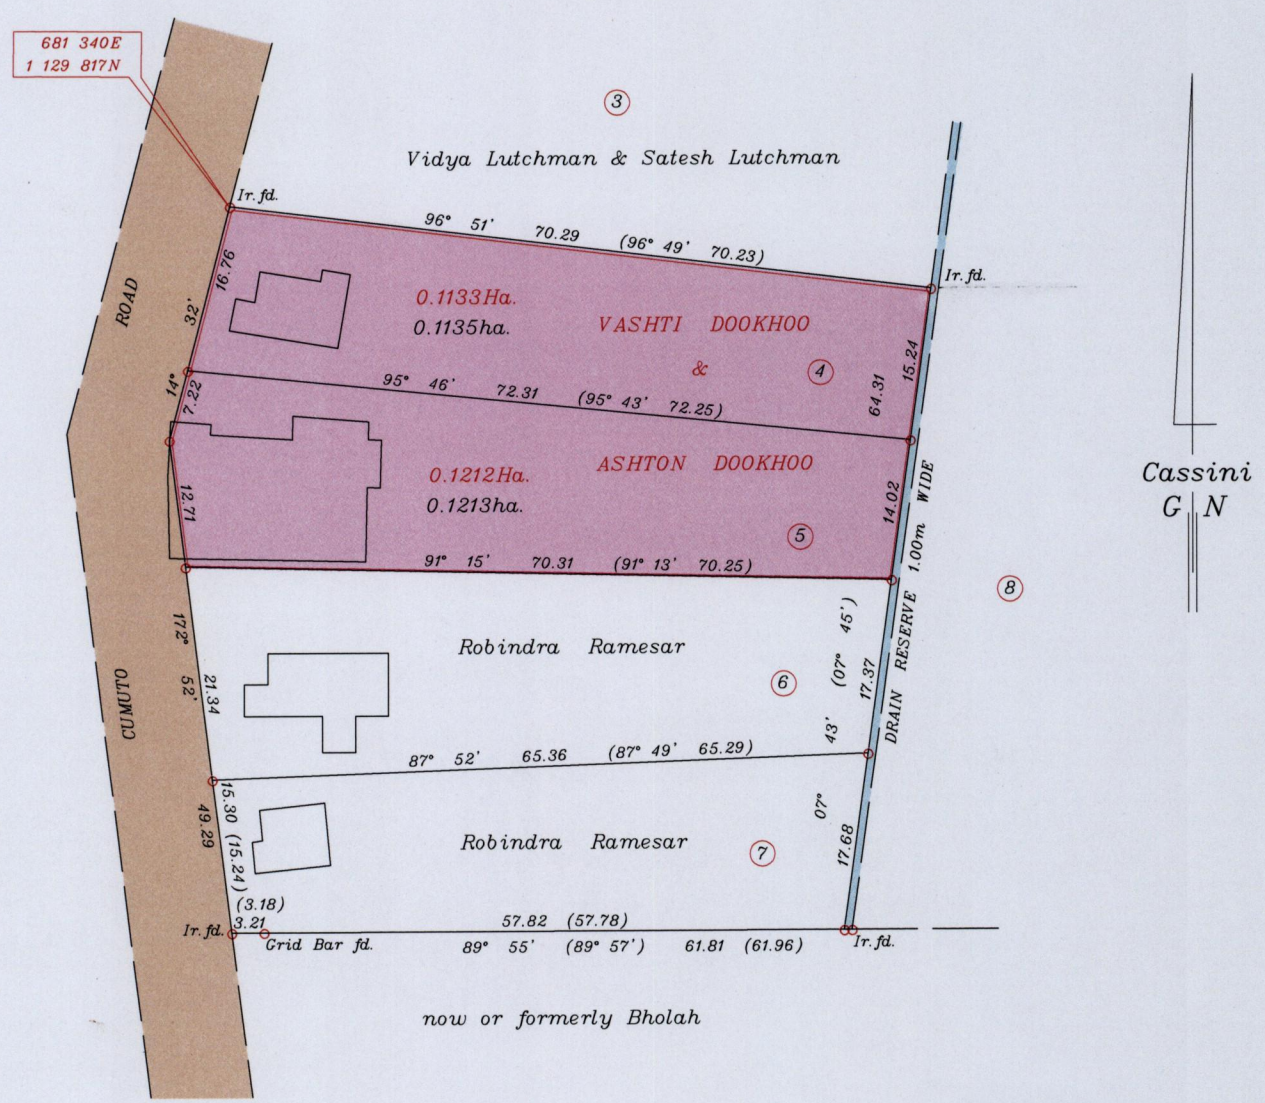 681 340E
1 129 817N
3
Vidya Lutchman & Satesh Lutchman
Ir. fd.
96° 51' 70.29 (96° 49' 70.23)
Ir. fd.
16.76
14° 32'
ROAD
0.1133Ha.
0.1135ha.
VASHTI DOOKHOO
&
4
15.24
64.31
7.22
95° 46' 72.31 (95° 43' 72.25)
0.1212Ha.
0.1213ha.
ASHTON DOOKHOO
5
12.71
14.02
91° 15' 70.31 (91° 13' 70.25)
DRAIN RESERVE 1.00m WIDE
Cassini
G N
8
172° 52'
21.34
CUMUTO
Robindra Ramesar
6
07° 43' (07° 45')
17.37
87° 52' 65.36 (87° 49' 65.29)
49.29
15.30 (15.24)
Robindra Ramesar
7
17.68
(3.18)
3.21
Ir. fd.
Grid Bar fd.
57.82 (57.78)
89° 55' (89° 57') 61.81 (61.96)
Ir. fd.
now or formerly Bholah